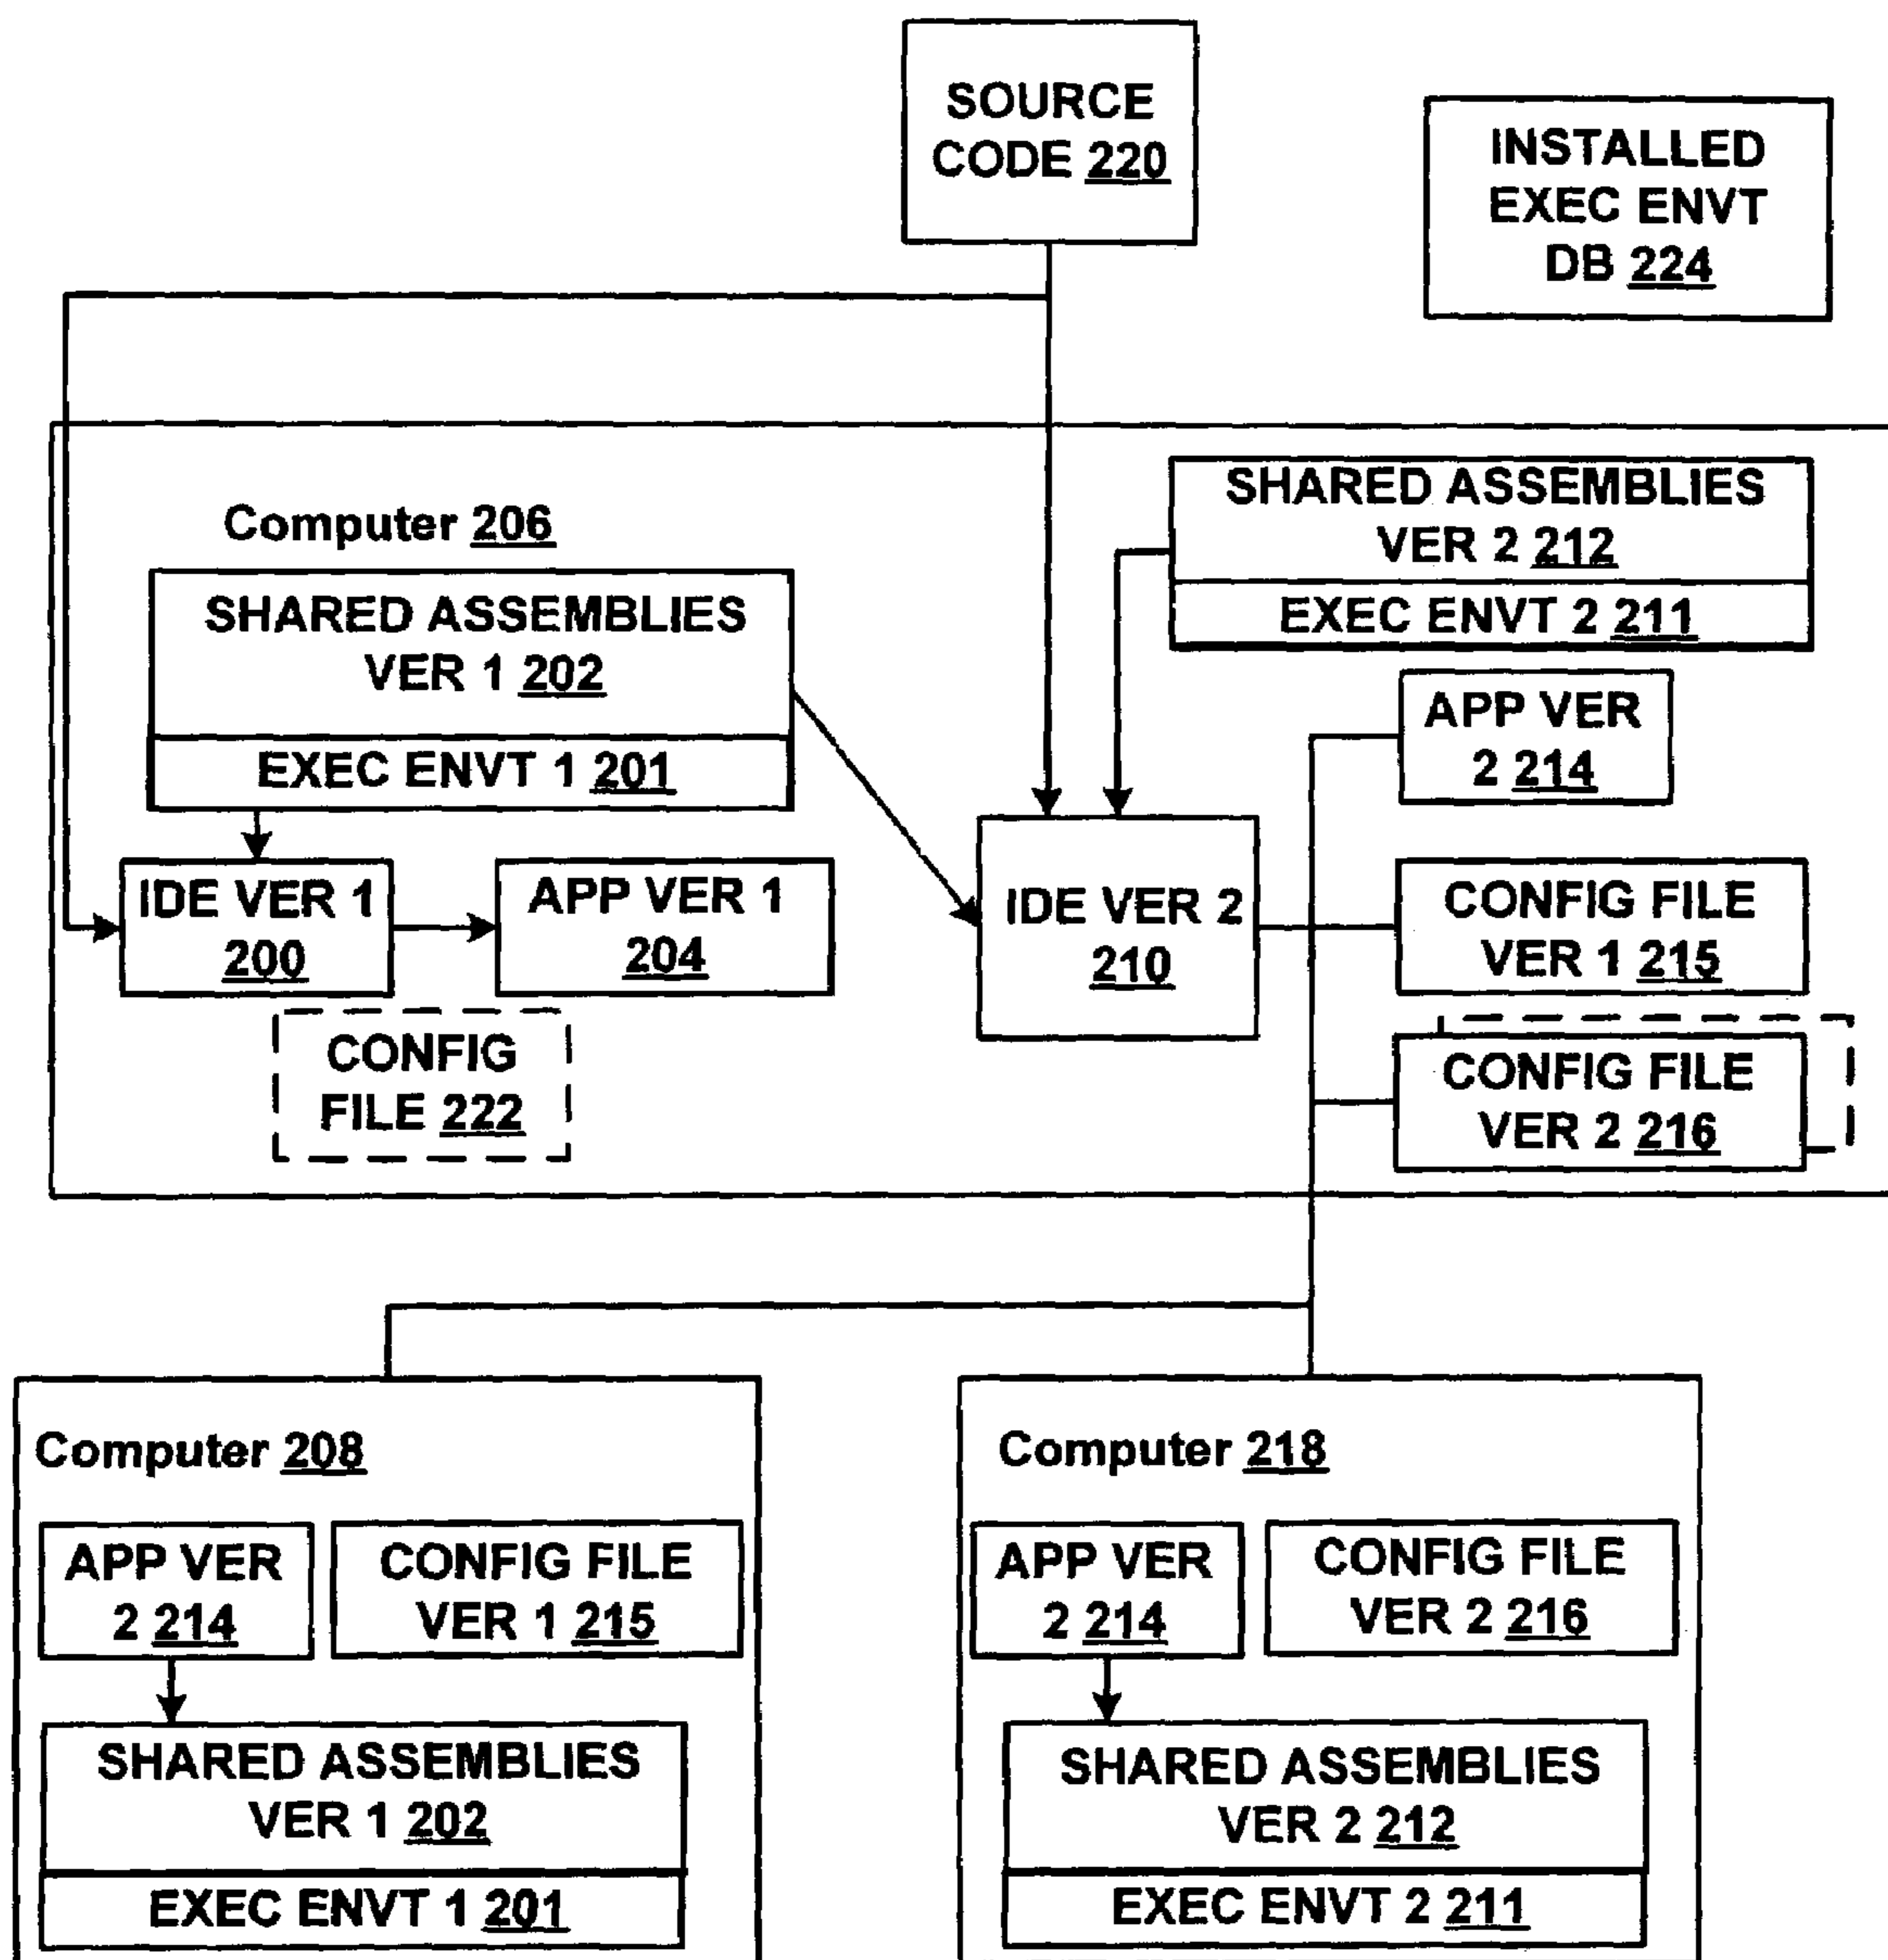 SOURCE
CODE 220
INSTALLED
EXEC ENVT
DB 224
Computer 206
SHARED ASSEMBLIES
VER 2 212
EXEC ENVT 2 211
SHARED ASSEMBLIES
VER 1 202
EXEC ENVT 1 201
APP VER
2 214
IDE VER 1
200
APP VER 1
204
IDE VER 2
210
CONFIG FILE
VER 1 215
CONFIG
FILE 222
CONFIG FILE
VER 2 216
Computer 208
APP VER
2 214
CONFIG FILE
VER 1 215
SHARED ASSEMBLIES
VER 1 202
EXEC ENVT 1 201
Computer 218
APP VER
2 214
CONFIG FILE
VER 2 216
SHARED ASSEMBLIES
VER 2 212
EXEC ENVT 2 211